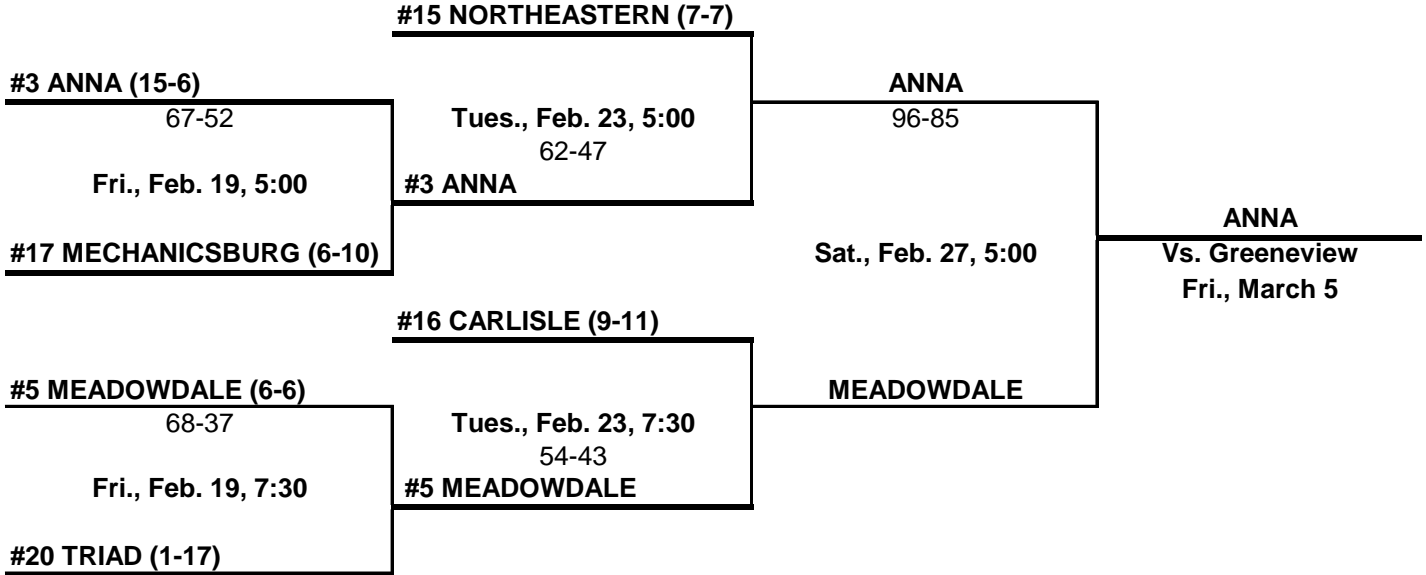 #15 NORTHEASTERN (7-7)
#3 ANNA (15-6)
ANNA
67-52
Tues., Feb. 23, 5:00
96-85
62-47
Fri., Feb. 19, 5:00
#3 ANNA
ANNA
#17 MECHANICSBURG (6-10)
Sat., Feb. 27, 5:00
Vs. Greeneview
Fri., March 5
#16 CARLISLE (9-11)
#5 MEADOWDALE (6-6)
MEADOWDALE
68-37
Tues., Feb. 23, 7:30
54-43
Fri., Feb. 19, 7:30
#5 MEADOWDALE
#20 TRIAD (1-17)